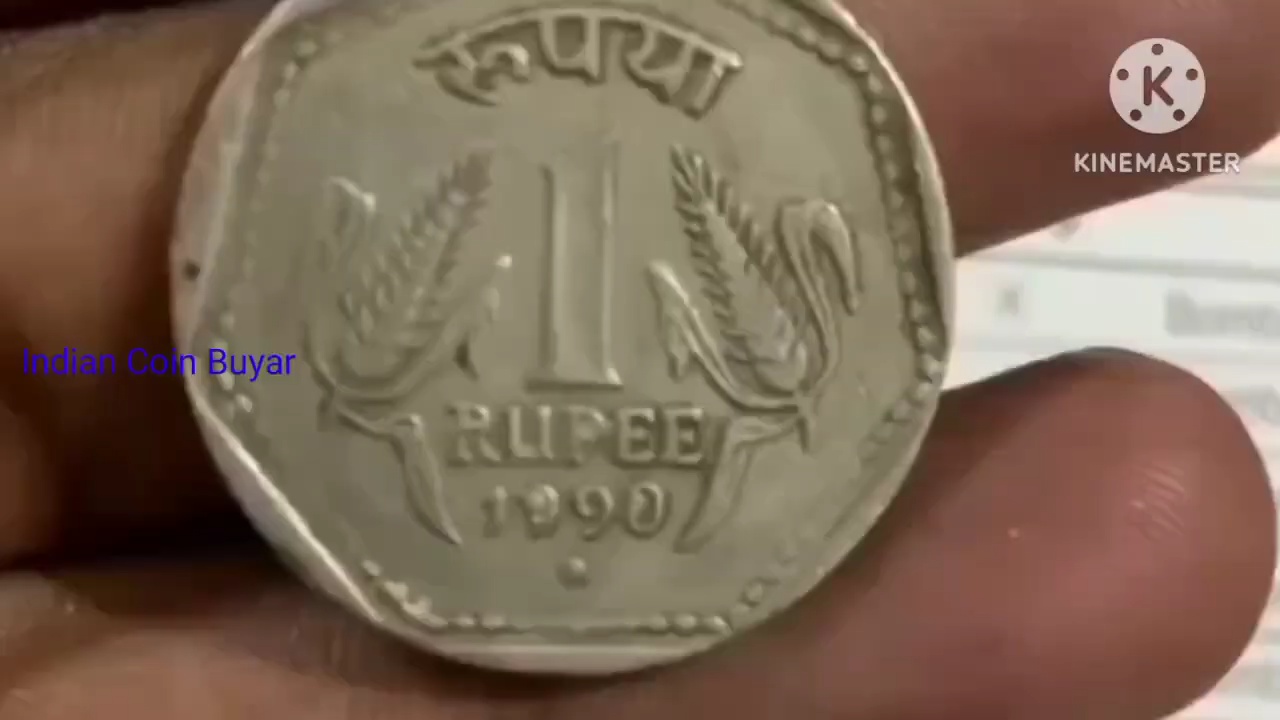 रूपया
1
RUPEE
1990
Indian Coin Buyar
K
KINEMASTER